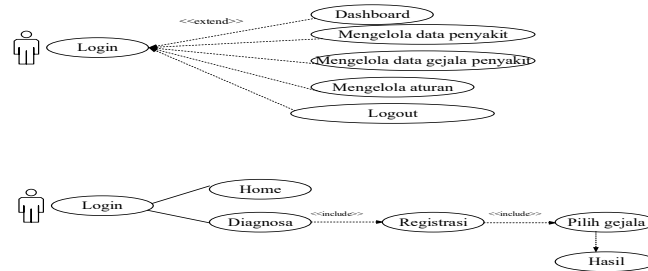 Dashboard
<<extend>>
Mengelola data penyakit
Login
Mengelola data gejala penyakit
Mengelola aturan
Logout
Home
Login
Diagnosa
<<include>>
Registrasi
<<include>>
Pilih gejala
Hasil